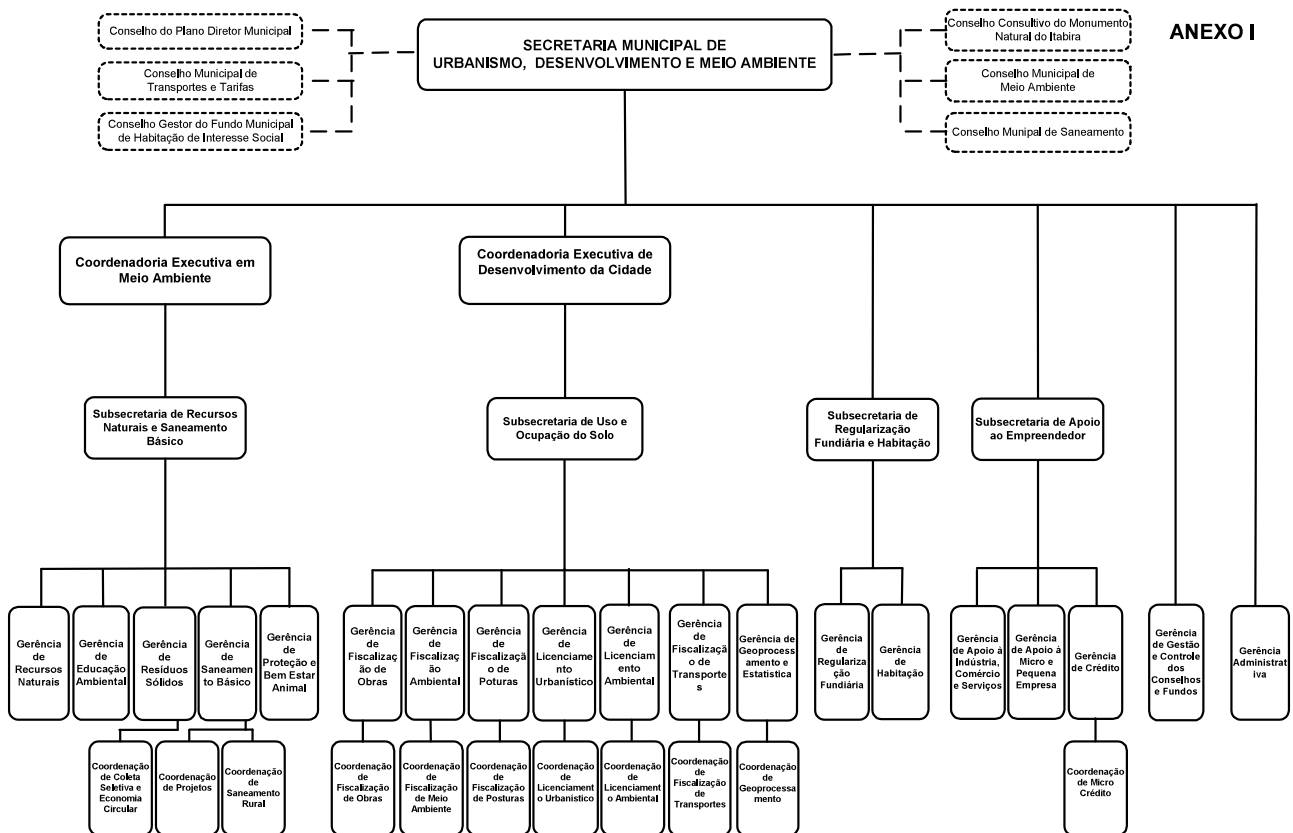 Conselho do Plano Diretor Municipal
Conselho Municipal de
Transportes e Tarifas
Conselho Gestor do Fundo Municipal
de Habitação de Interesse Social
SECRETARIA MUNICIPAL DE
URBANISMO, DESENVOLVIMENTO E MEIO AMBIENTE
Conselho Consultivo do Monumento
Natural do Itabira
Conselho Municipal de
Meio Ambiente
Conselho Munipal de Saneamento
ANEXO I
Coordenadoria Executiva em
Meio Ambiente
Coordenadoria Executiva de
Desenvolvimento da Cidade
Subsecretaria de Recursos
Naturais e Saneamento
Básico
Subsecretaria de Uso e
Ocupação do Solo
Subsecretaria de
Regularização
Fundiária e Habitação
Subsecretaria de Apoio
ao Empreendedor
Gerência
de
Recursos
Naturais
Gerência
de
Educação
Ambiental
Gerência
de
Resíduos
Sólidos
Gerência
de
Saneamen
to Básico
Gerência
de
Proteção e
Bem Estar
Animal
Gerência
de
Fiscalizaç
ão de
Obras
Gerência
de
Fiscalizaç
ão
Ambiental
Gerência
de
Fiscalizaçã
o de
Poturas
Gerência
de
Licenciame
nto
Urbanístico
Gerência
de
Licenciam
ento
Ambiental
Gerência
de
Fiscalizaçã
o de
Transporte
s
Gerência de
Geoprocess
amento e
Estatistica
Gerência
de
Regulariza
ção
Fundiária
Gerência
de
Habitação
Gerência
de Apoio à
Indústria,
Comércio
e Serviços
Gerência
de Apoio à
Micro e
Pequena
Empresa
Gerência
de Crédito
Gerência
de Gestão
e Controle
dos
Conselhos
e Fundos
Gerência
Administrat
iva
Coordenação
de Coleta
Seletiva e
Economia
Circular
Coordenação
de Projetos
Coordenação
de
Saneamento
Rural
Coordenação
de
Fiscalização
de Obras
Coordenação
de
Fiscalização
de Meio
Ambiente
Coordenação
de
Fiscalização
de Posturas
Coordenação
de
Licenciament
o Urbanístico
Coordenação
de
Licenciament
o Ambiental
Coordenação
de
Fiscalização
de
Transportes
Coordenação
de
Geoprocessa
mento
Coordenação
de Micro
Crédito